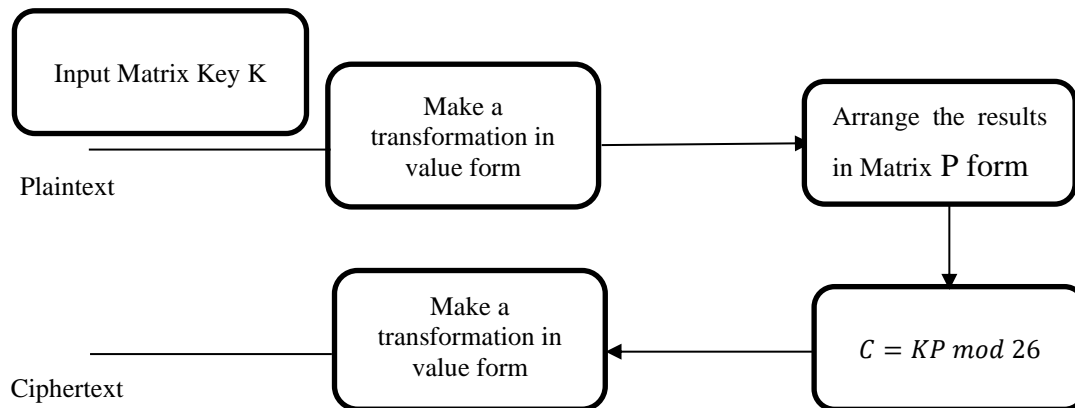 Input Matrix Key K
Make a
transformation in
value form
Arrange the results
in Matrix P form
Plaintext
Make a
transformation in
value form
C = KP mod 26
Ciphertext